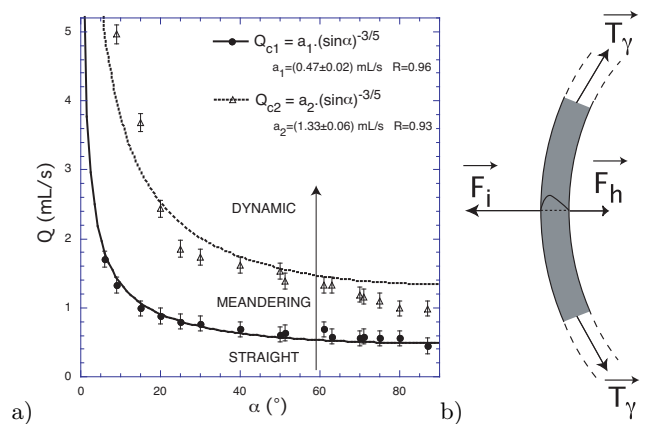 Q_c1 = a_1.(sinα)^-3/5
a_1=(0.47±0.02) mL/s R=0.96
Q_c2 = a_2.(sinα)^-3/5
a_2=(1.33±0.06) mL/s R=0.93
DYNAMIC
MEANDERING
STRAIGHT
Q (mL/s)
5
4
3
2
1
0
0 20 40 60 80
α (°)
a)
T_γ
F_i F_h
T_γ
b)